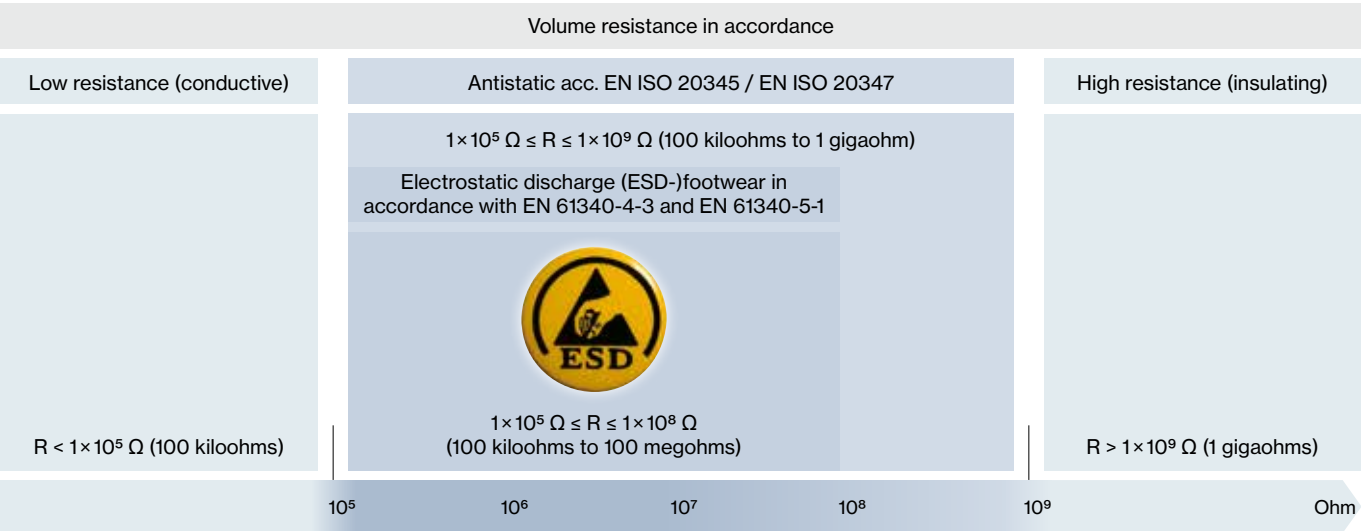 Volume resistance in accordance
Low resistance (conductive)
Antistatic acc. EN ISO 20345 / EN ISO 20347
High resistance (insulating)
1×10⁵ Ω ≤ R ≤ 1×10⁹ Ω (100 kiloohms to 1 gigaohm)
Electrostatic discharge (ESD-)footwear in
accordance with EN 61340-4-3 and EN 61340-5-1
ESD
1×10⁵ Ω ≤ R ≤ 1×10⁸ Ω
(100 kiloohms to 100 megohms)
R < 1×10⁵ Ω (100 kiloohms)
R > 1×10⁹ Ω (1 gigaohms)
10⁵ 10⁶ 10⁷ 10⁸ 10⁹ Ohm